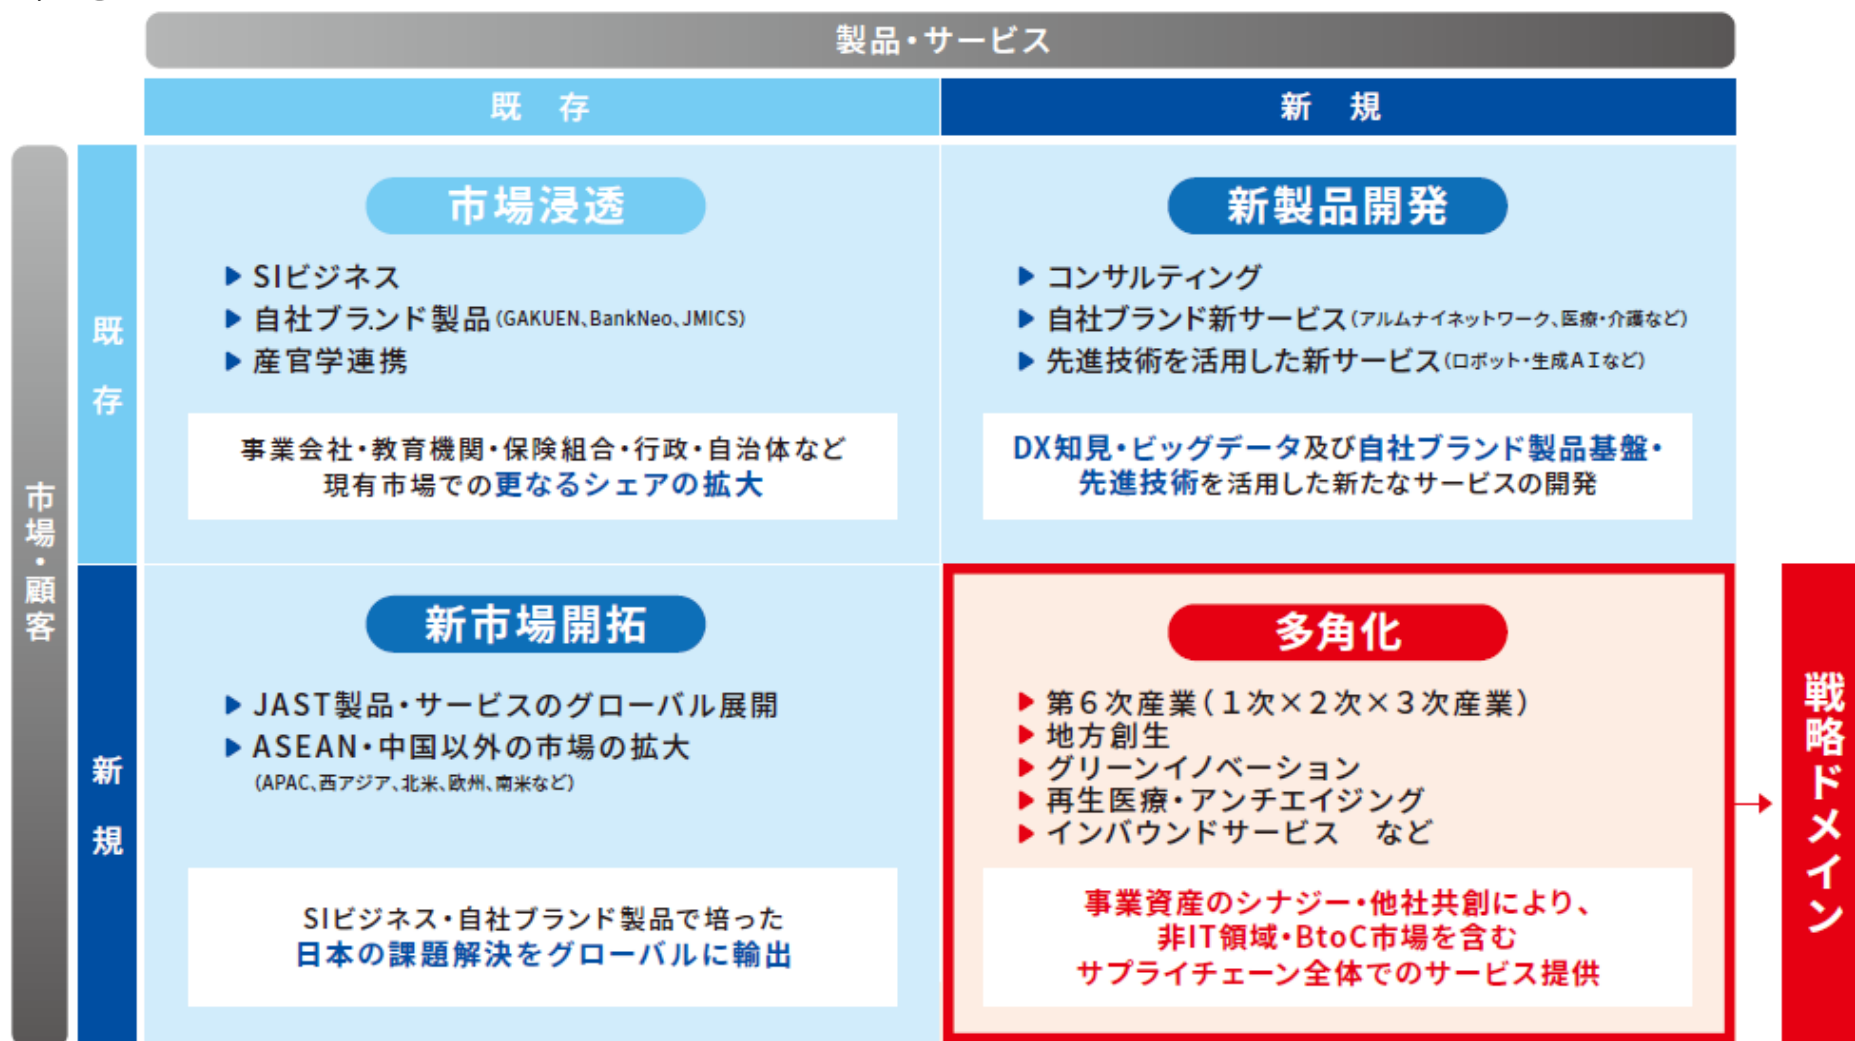 製品・サービス
既 存
新 規
市場・顧客
既 存
市場浸透
SIビジネス
自社ブランド製品(GAKUEN、BankNeo、JMICS)
産官学連携
事業会社・教育機関・保険組合・行政・自治体など
現有市場での更なるシェアの拡大
新製品開発
コンサルティング
自社ブランド新サービス(アルムナイネットワーク、医療・介護など)
先進技術を活用した新サービス(ロボット・生成AIなど)
DX知見・ビッグデータ及び自社ブランド製品基盤・
先進技術を活用した新たなサービスの開発
新 規
新市場開拓
JAST製品・サービスのグローバル展開
ASEAN・中国以外の市場の拡大
(APAC、西アジア、北米、欧州、南米など)
SIビジネス・自社ブランド製品で培った
日本の課題解決をグローバルに輸出
多角化
第６次産業(１次×２次×３次産業)
地方創生
グリーンイノベーション
再生医療・アンチエイジング
インバウンドサービス など
事業資産のシナジー・他社共創により、
非IT領域・BtoC市場を含む
サプライチェーン全体でのサービス提供
戦略ドメイン